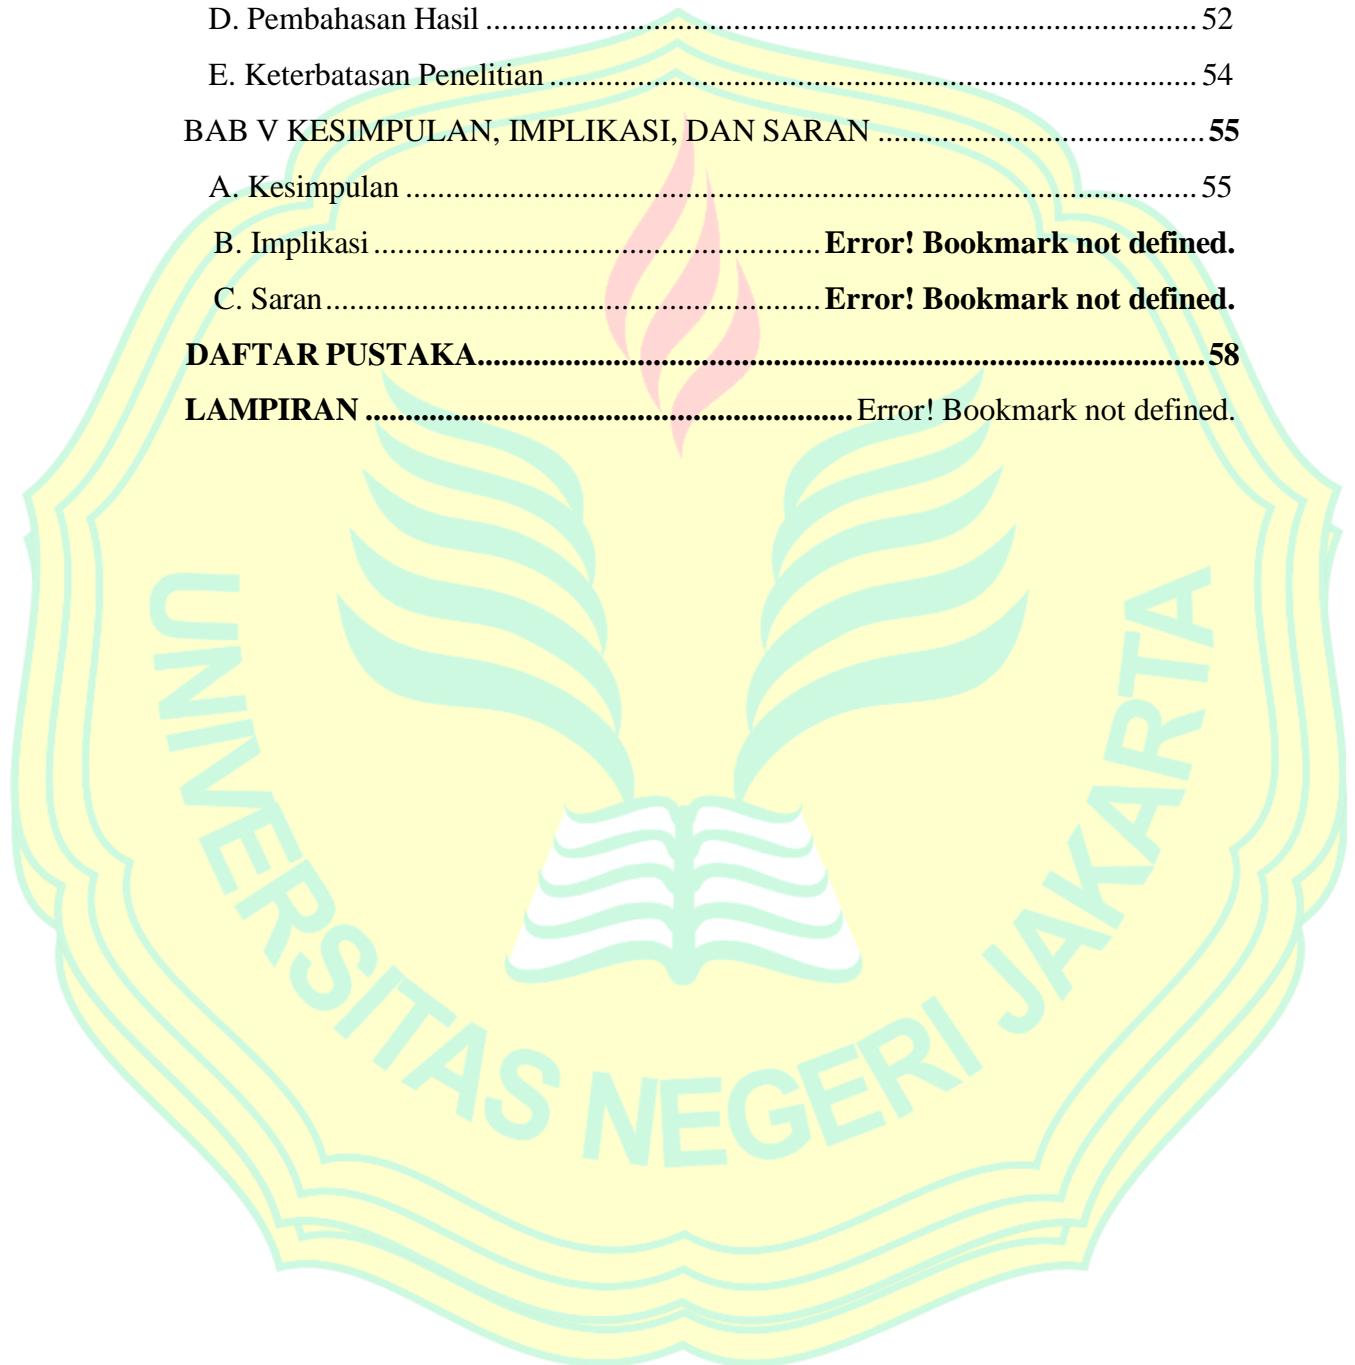 D. Pembahasan Hasil ........................................................................................... 52
E. Keterbatasan Penelitian ................................................................................... 54
BAB V KESIMPULAN, IMPLIKASI, DAN SARAN ......................................... 55
A. Kesimpulan ..................................................................................................... 55
B. Implikasi ........................................................ Error! Bookmark not defined.
C. Saran .............................................................. Error! Bookmark not defined.
DAFTAR PUSTAKA ........................................................................................... 58
LAMPIRAN ............................................................. Error! Bookmark not defined.
UNIVERSITAS NEGERI JAKARTA